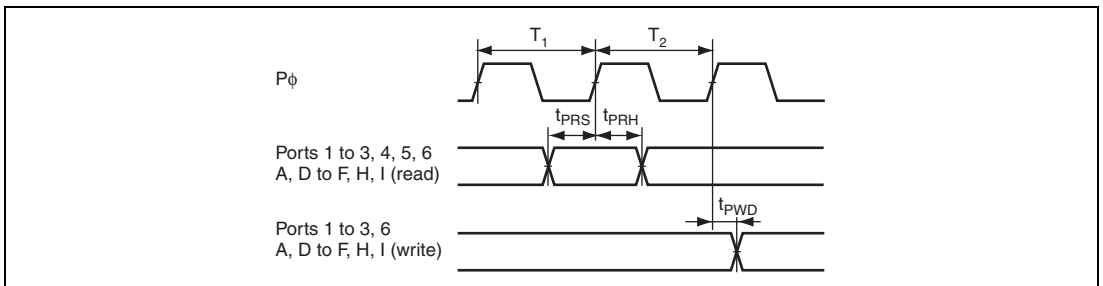 T1 T2
Pφ
tPRS tPRH
Ports 1 to 3, 4, 5, 6
A, D to F, H, I (read)
tPWD
Ports 1 to 3, 6
A, D to F, H, I (write)